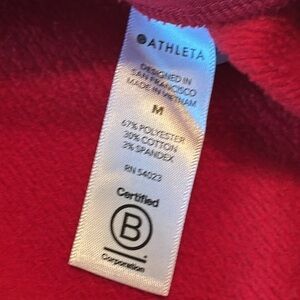 ATHLETA
DESIGNED IN
SAN FRANCISCO
MADE IN VIETNAM
M
67% POLYESTER
30% COTTON
3% SPANDEX
RN 54023
Certified
B
Corporation